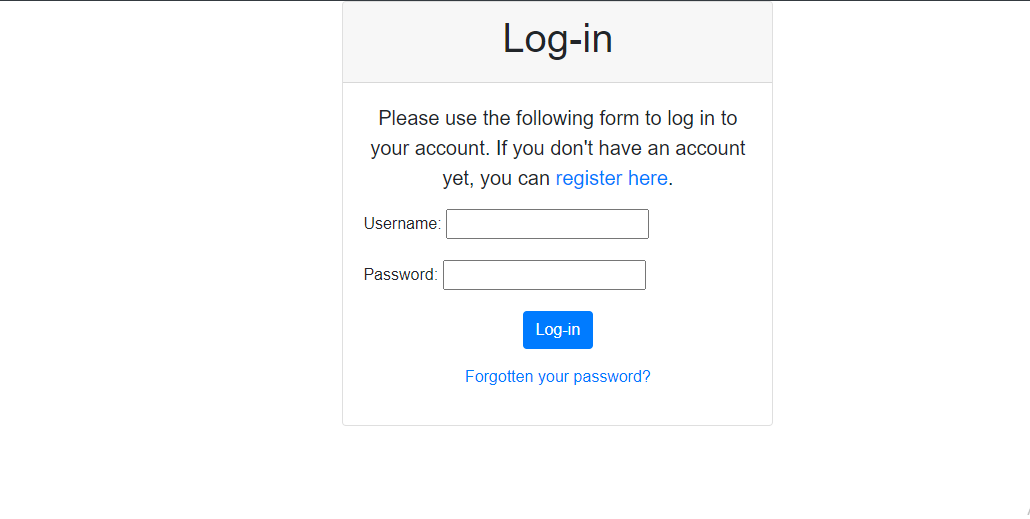 Log-in
Please use the following form to log in to
your account. If you don't have an account
yet, you can register here.
Username:
Password:
Log-in
Forgotten your password?